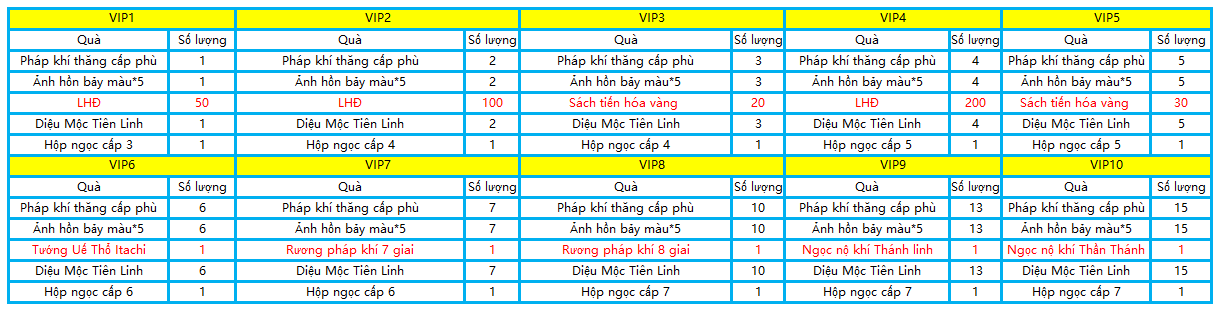 VIP1 VIP2 VIP3 VIP4 VIP5
Quà Số lượng Quà Số lượng Quà Số lượng Quà Số lượng Quà Số lượng
Pháp khí thăng cấp phù 1 Pháp khí thăng cấp phù 2 Pháp khí thăng cấp phù 3 Pháp khí thăng cấp phù 4 Pháp khí thăng cấp phù 5
Ảnh hồn bảy màu*5 1 Ảnh hồn bảy màu*5 2 Ảnh hồn bảy màu*5 3 Ảnh hồn bảy màu*5 4 Ảnh hồn bảy màu*5 5
LHĐ 50 LHĐ 100 Sách tiến hóa vàng 20 LHĐ 200 Sách tiến hóa vàng 30
Diệu Mộc Tiên Linh 1 Diệu Mộc Tiên Linh 2 Diệu Mộc Tiên Linh 3 Diệu Mộc Tiên Linh 4 Diệu Mộc Tiên Linh 5
Hộp ngọc cấp 3 1 Hộp ngọc cấp 4 1 Hộp ngọc cấp 4 1 Hộp ngọc cấp 5 1 Hộp ngọc cấp 5 1
VIP6 VIP7 VIP8 VIP9 VIP10
Quà Số lượng Quà Số lượng Quà Số lượng Quà Số lượng Quà Số lượng
Pháp khí thăng cấp phù 6 Pháp khí thăng cấp phù 7 Pháp khí thăng cấp phù 10 Pháp khí thăng cấp phù 13 Pháp khí thăng cấp phù 15
Ảnh hồn bảy màu*5 6 Ảnh hồn bảy màu*5 7 Ảnh hồn bảy màu*5 10 Ảnh hồn bảy màu*5 13 Ảnh hồn bảy màu*5 15
Tướng Uế Thổ Itachi 1 Rương pháp khí 7 giai 1 Rương pháp khí 8 giai 1 Ngọc nộ khí Thánh linh 1 Ngọc nộ khí Thần Thánh 1
Diệu Mộc Tiên Linh 6 Diệu Mộc Tiên Linh 7 Diệu Mộc Tiên Linh 10 Diệu Mộc Tiên Linh 13 Diệu Mộc Tiên Linh 15
Hộp ngọc cấp 6 1 Hộp ngọc cấp 6 1 Hộp ngọc cấp 7 1 Hộp ngọc cấp 7 1 Hộp ngọc cấp 7 1